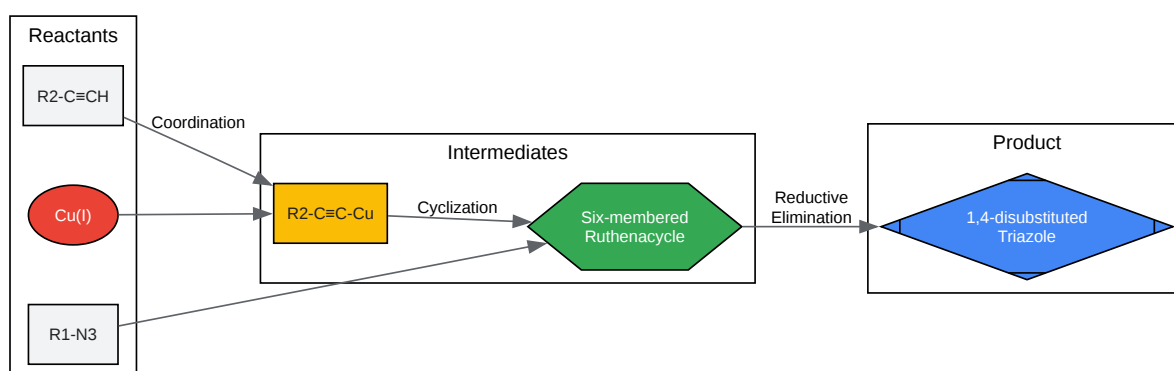 Reactants
R2-C≡CH
Cu(I)
R1-N3
Coordination
Intermediates
R2-C≡C-Cu
Cyclization
Six-membered
Ruthenacycle
Reductive
Elimination
Product
1,4-disubstituted
Triazole